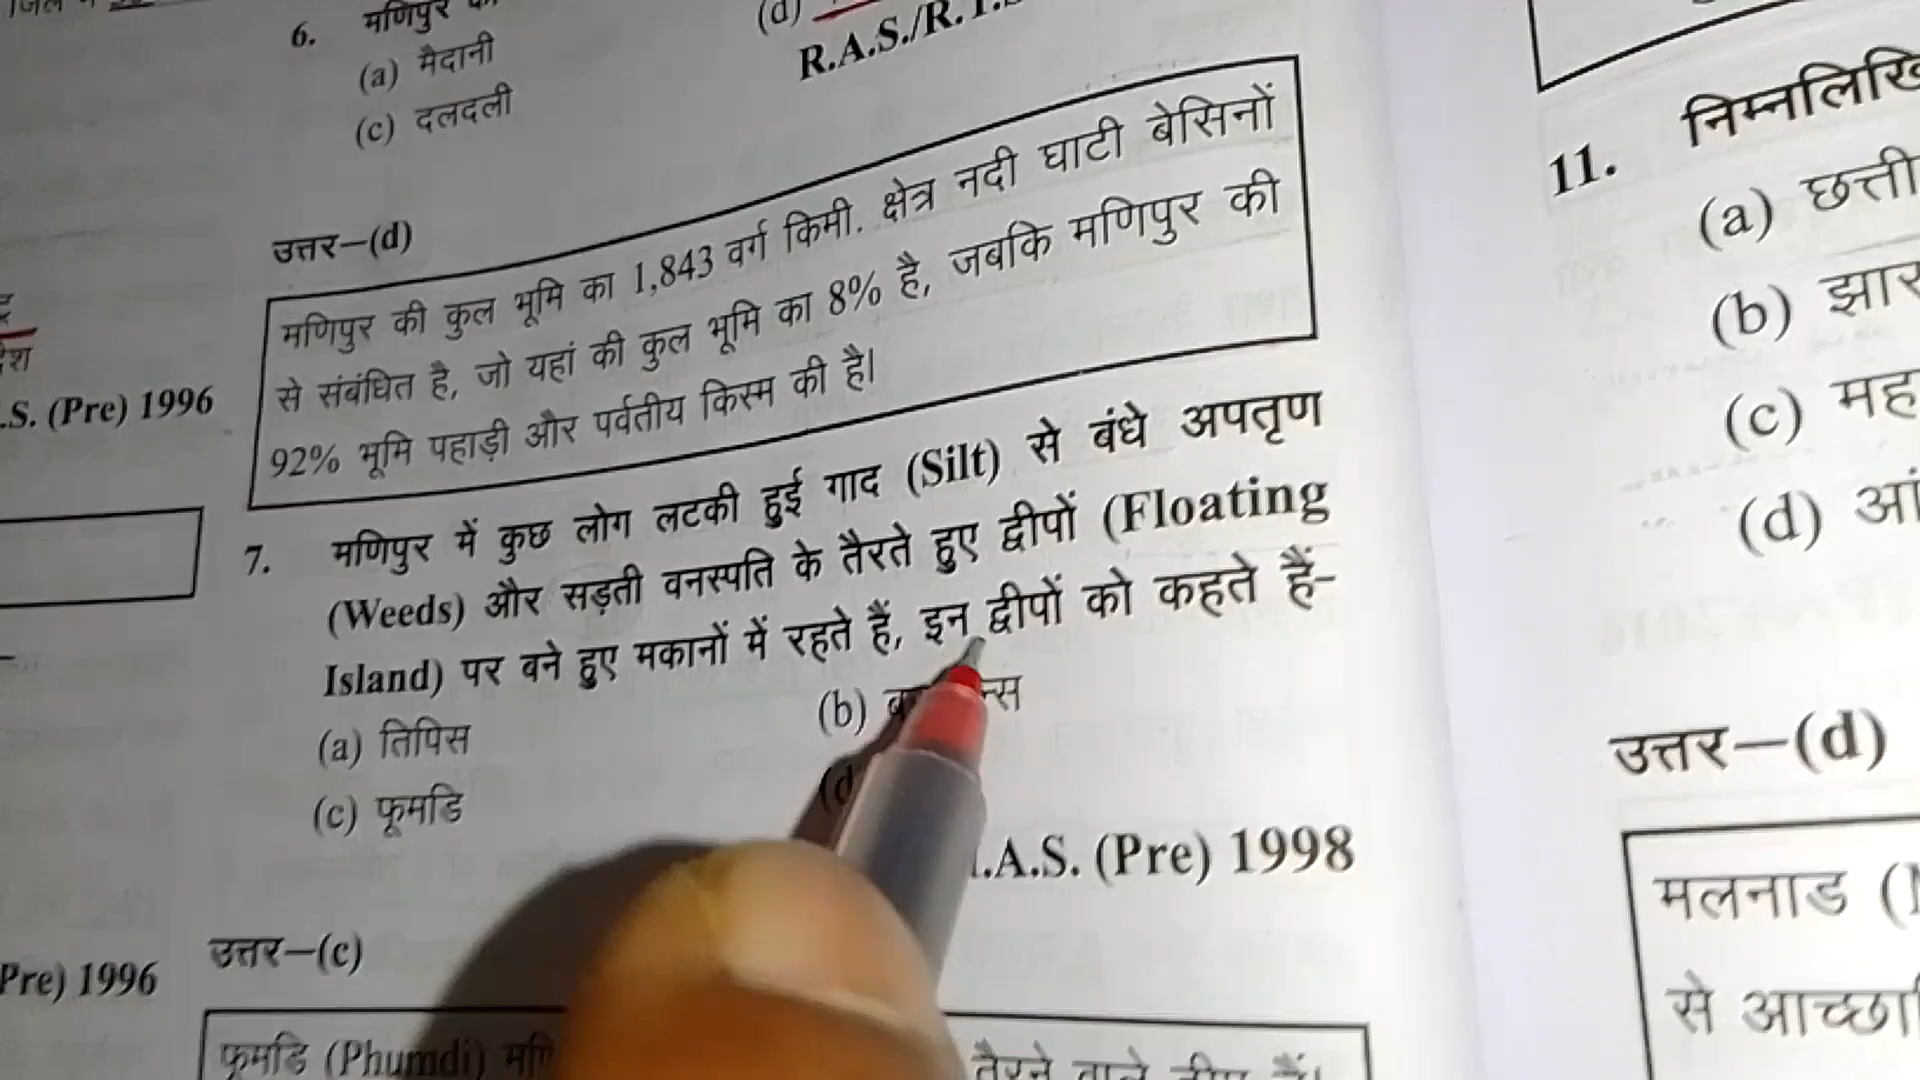 6. मणिपुर
(a) मैदानी
(c) दलदली
(d)
R.A.S./R.T.S
उत्तर–(d)
मणिपुर की कुल भूमि का 1,843 वर्ग किमी. क्षेत्र नदी घाटी बेसिनों
से संबंधित है, जो यहां की कुल भूमि का 8% है, जबकि मणिपुर की
92% भूमि पहाड़ी और पर्वतीय किस्म की है।
.S. (Pre) 1996
7. मणिपुर में कुछ लोग लटकी हुई गाद (Silt) से बंधे अपतृण
(Weeds) और सड़ती वनस्पति के तैरते हुए द्वीपों (Floating
Island) पर बने हुए मकानों में रहते हैं, इन द्वीपों को कहते हैं-
(a) तिपिस
(b)
(c) फूमडि
(d
.A.S. (Pre) 1998
Pre) 1996
उत्तर–(c)
फूमडि (Phumdi)
तैरने वाले द्वीप हैं।
11. निम्नलिखि
(a) छत्ती
(b) झार
(c) मह
(d) आं
उत्तर–(d)
मलनाड (
से आच्छा